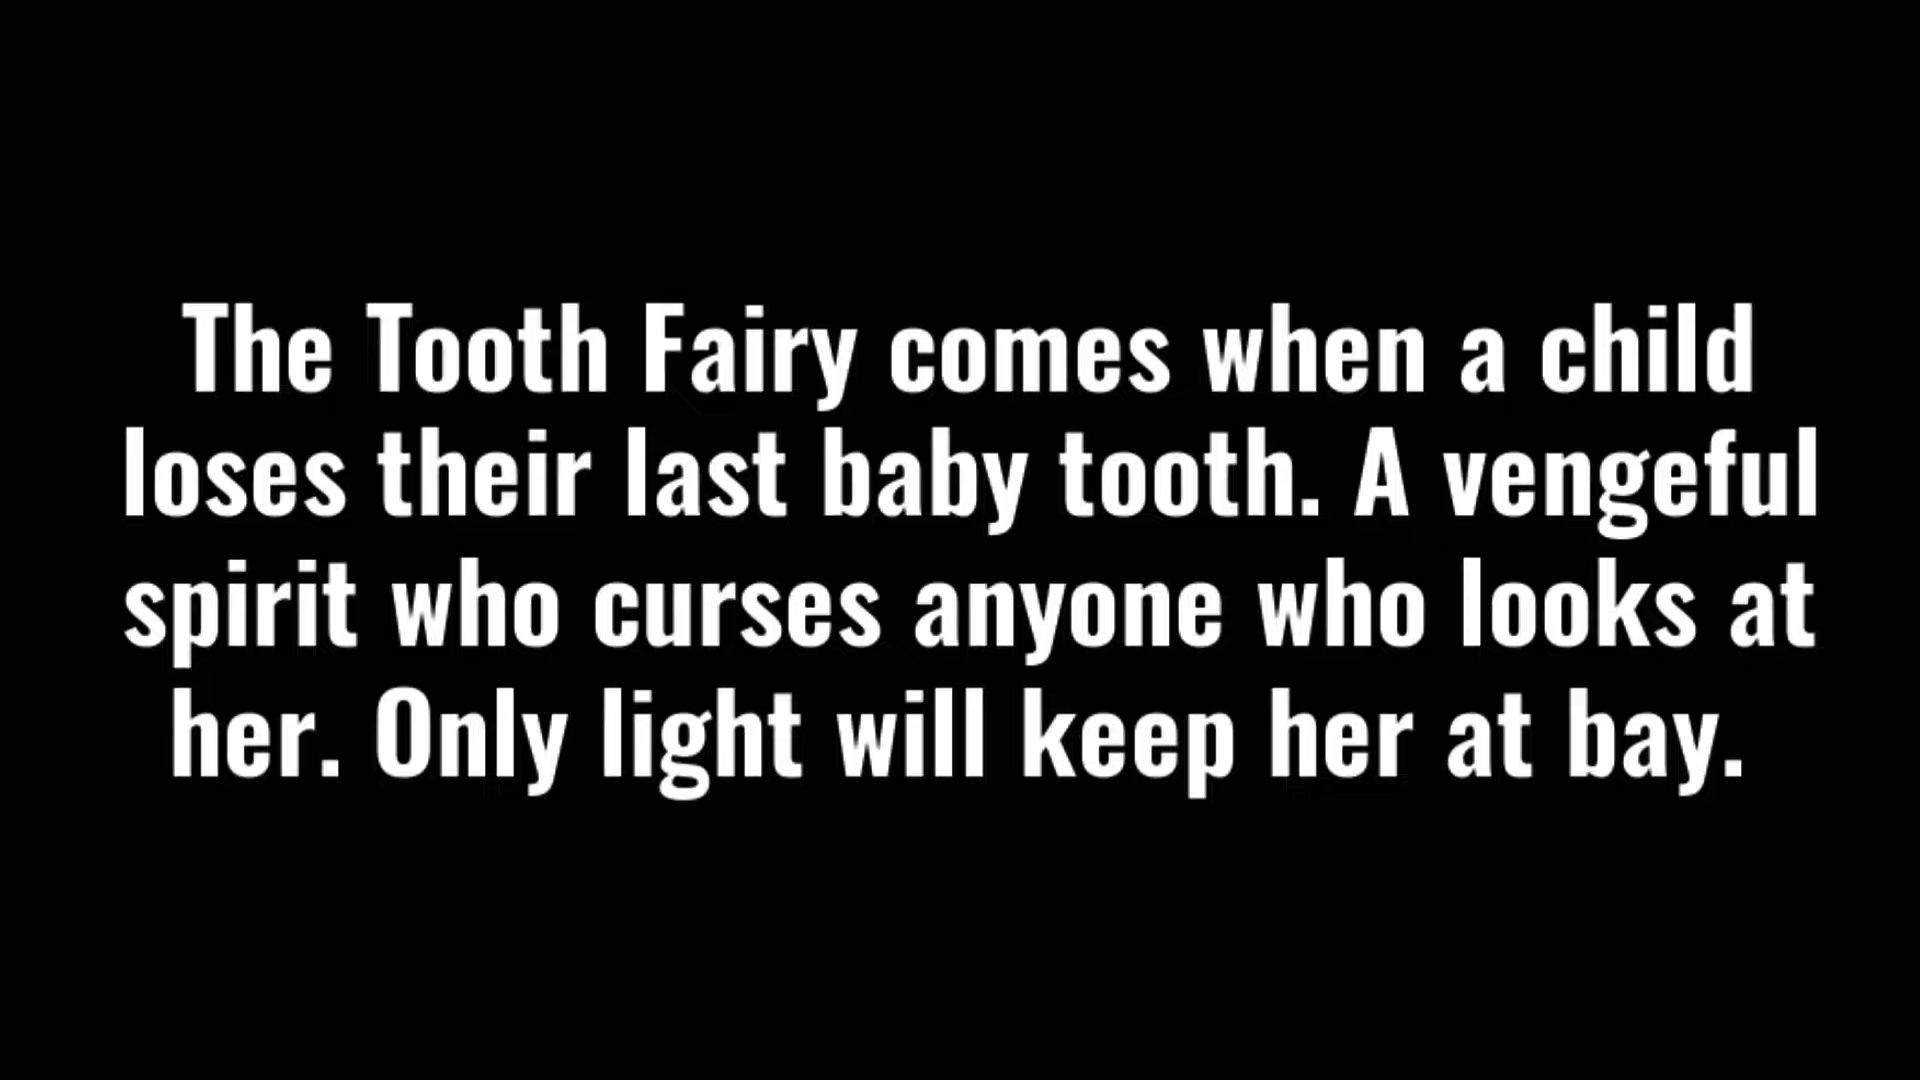 The Tooth Fairy comes when a child
loses their last baby tooth. A vengeful
spirit who curses anyone who looks at
her. Only light will keep her at bay.